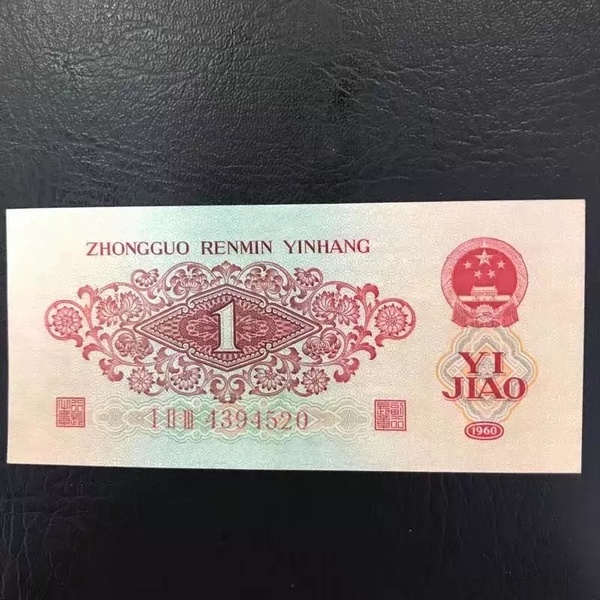 ZHONGGUO RENMIN YINHANG
1
YI
JIAO
I II III 4394520
1960